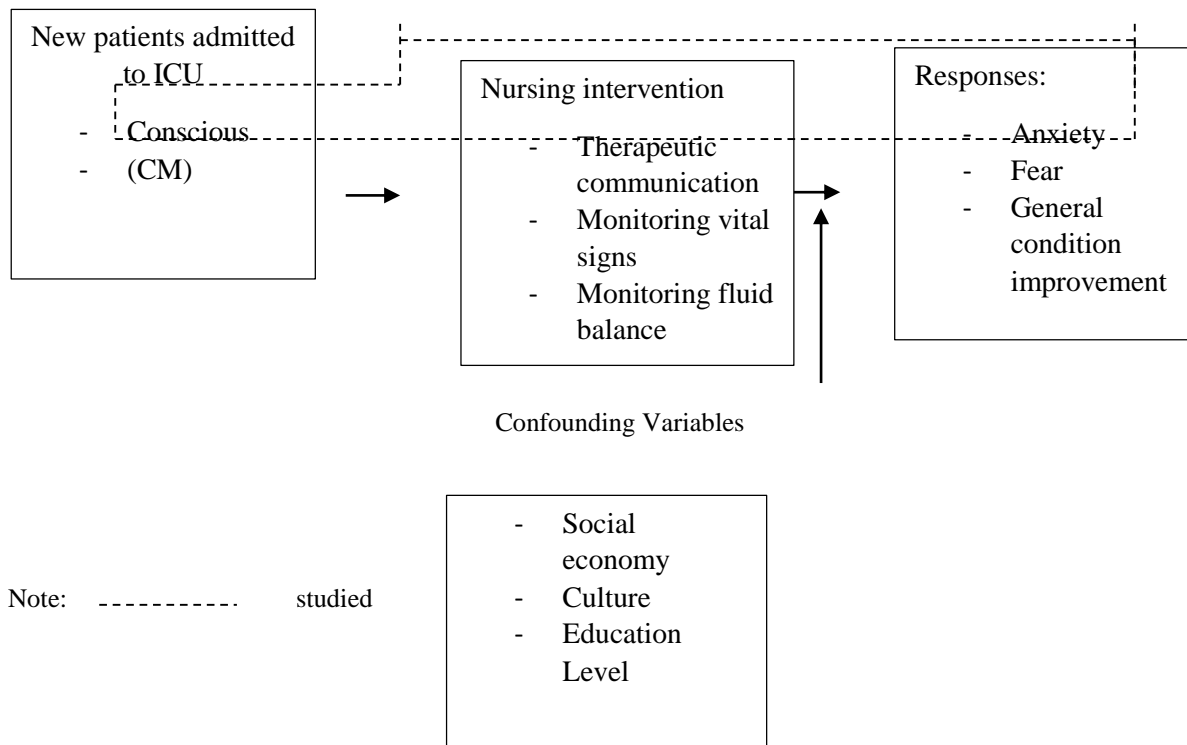 New patients admitted
to ICU
- Conscious
- (CM)
Nursing intervention
- Therapeutic
communication
- Monitoring vital
signs
- Monitoring fluid
balance
Responses:
- Anxiety
- Fear
- General
condition
improvement
Confounding Variables
- Social
economy
- Culture
- Education
Level
Note: studied